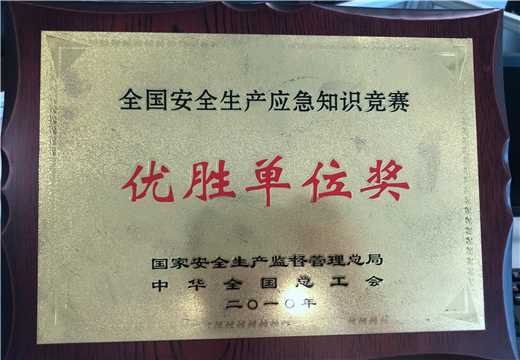 全国安全生产应急知识竞赛
优胜单位奖
国家安全生产监督管理总局
中华全国总工会
二〇一〇年